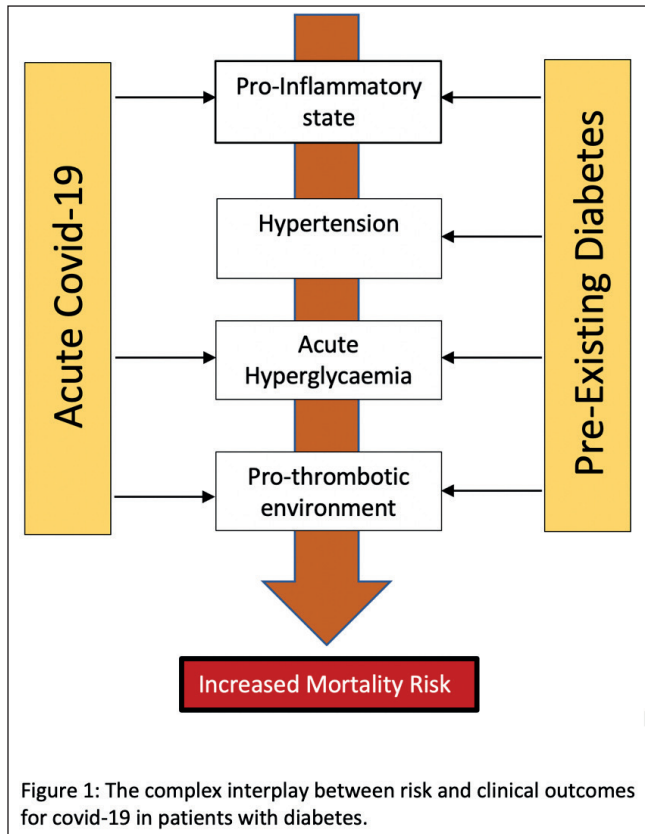 Acute Covid-19
Pro-Inflammatory
state
Hypertension
Acute
Hyperglycaemia
Pro-thrombotic
environment
Pre-Existing Diabetes
Increased Mortality Risk
Figure 1: The complex interplay between risk and clinical outcomes
for covid-19 in patients with diabetes.